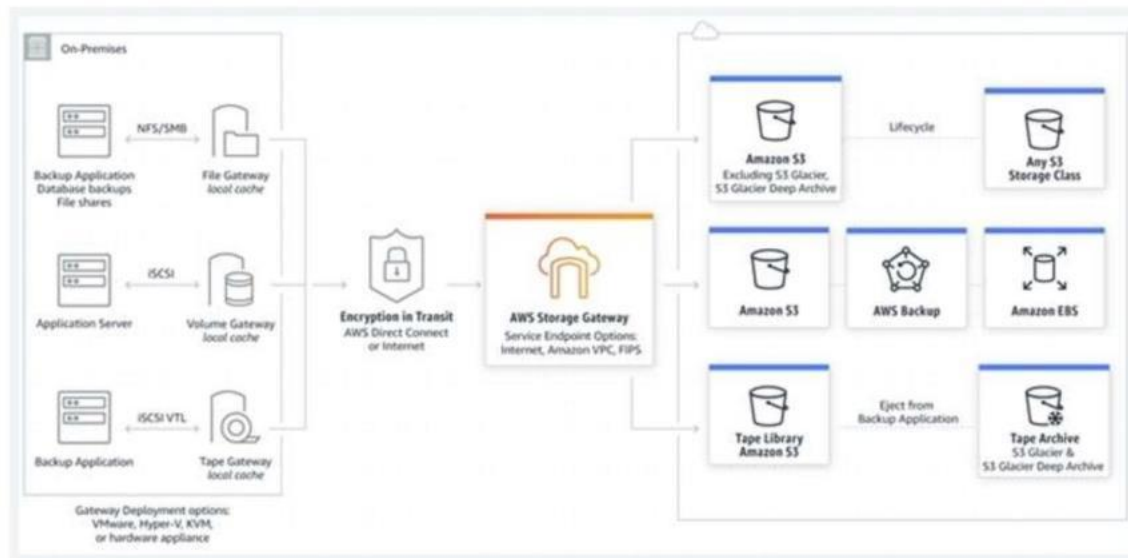 On-Premises
NFS/SMB
Backup Application
Database backups
File shares
File Gateway
local cache
iSCSI
Application Server
Volume Gateway
local cache
iSCSI VTL
Backup Application
Tape Gateway
local cache
Gateway Deployment options:
VMware, Hyper-V, KVM,
or hardware appliance
Encryption in Transit
AWS Direct Connect
or Internet
AWS Storage Gateway
Service Endpoint Options:
Internet, Amazon VPC, FIPS
Amazon S3
Excluding S3 Glacier,
S3 Glacier Deep Archive
Lifecycle
Any S3
Storage Class
Amazon S3
AWS Backup
Amazon EBS
Tape Library
Amazon S3
Eject from
Backup Application
Tape Archive
S3 Glacier &
S3 Glacier Deep Archive